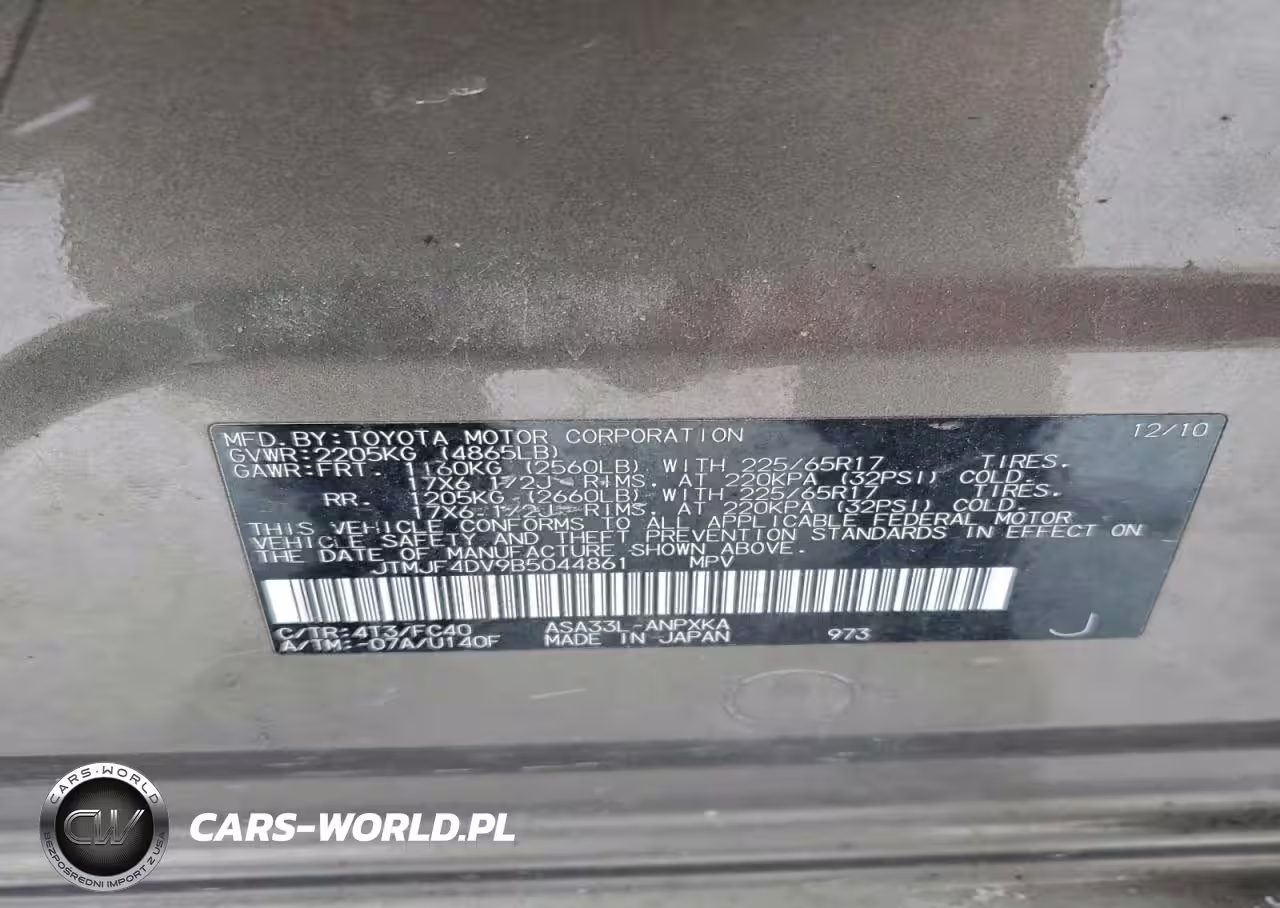 MFD. BY: TOYOTA MOTOR CORPORATION 12/10
GVWR: 2205KG (4865LB)
GAWR: FRT. 1160KG (2560LB) WITH 225/65R17 TIRES.
17X6 1/2J RIMS. AT 220KPA (32PSI) COLD.
RR. 1205KG (2660LB) WITH 225/65R17 TIRES.
17X6 1/2J RIMS. AT 220KPA (32PSI) COLD.
THIS VEHICLE CONFORMS TO ALL APPLICABLE FEDERAL MOTOR
VEHICLE SAFETY AND THEFT PREVENTION STANDARDS IN EFFECT ON
THE DATE OF MANUFACTURE SHOWN ABOVE.
JTMJF4DV9B5044861 MPV
C/TR: 4T3/FC40 ASA33L-ANPXKA
A/TM: -07A/U140F MADE IN JAPAN 973 J
CARS-WORLD
CW
BEZPOŚREDNI IMPORT Z USA
CARS-WORLD.PL